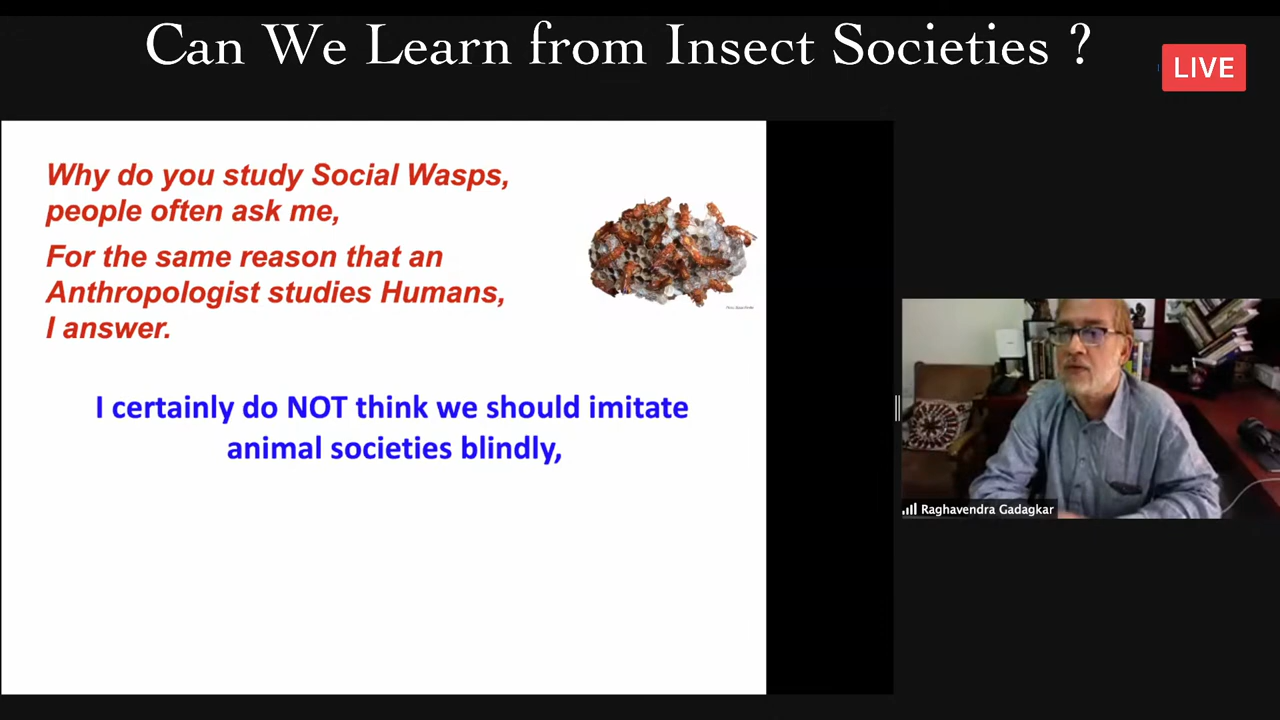 Can We Learn from Insect Societies ?
LIVE
Why do you study Social Wasps,
people often ask me,
For the same reason that an
Anthropologist studies Humans,
I answer.
I certainly do NOT think we should imitate
animal societies blindly,
Raghavendra Gadagkar